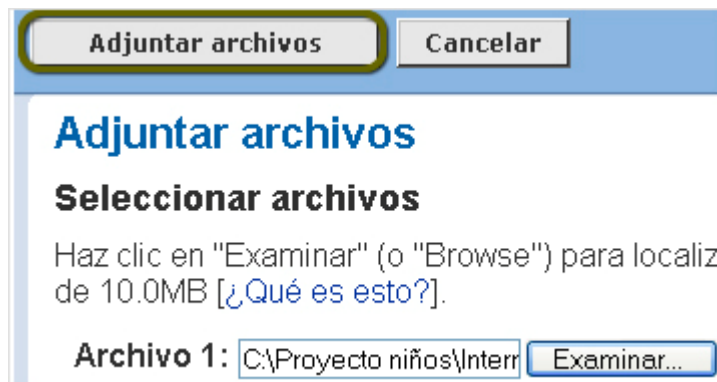 Adjuntar archivos Cancelar
Adjuntar archivos
Seleccionar archivos
Haz clic en "Examinar" (o "Browse") para localiz
de 10.0MB [¿Qué es esto?].
Archivo 1: C:\Proyecto niños\Interr Examinar...